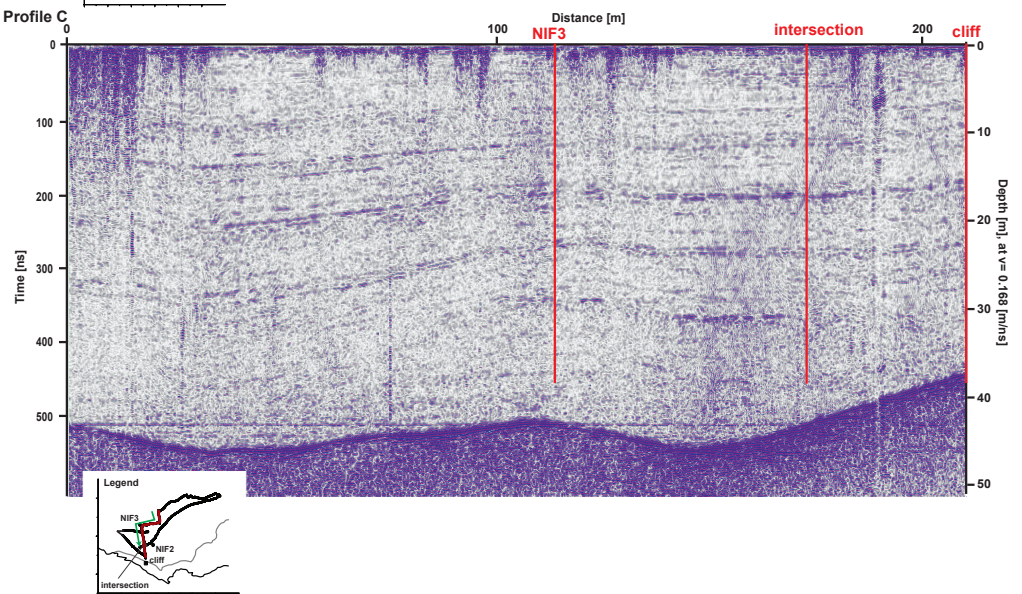 Profile C
Distance [m]
0
100
200
NIF3
intersection
cliff
0
100
200
300
400
500
Time [ns]
0
10
20
30
40
50
Depth [m], at v= 0.168 [m/ns]
Legend
NIF3
NIF2
cliff
intersection